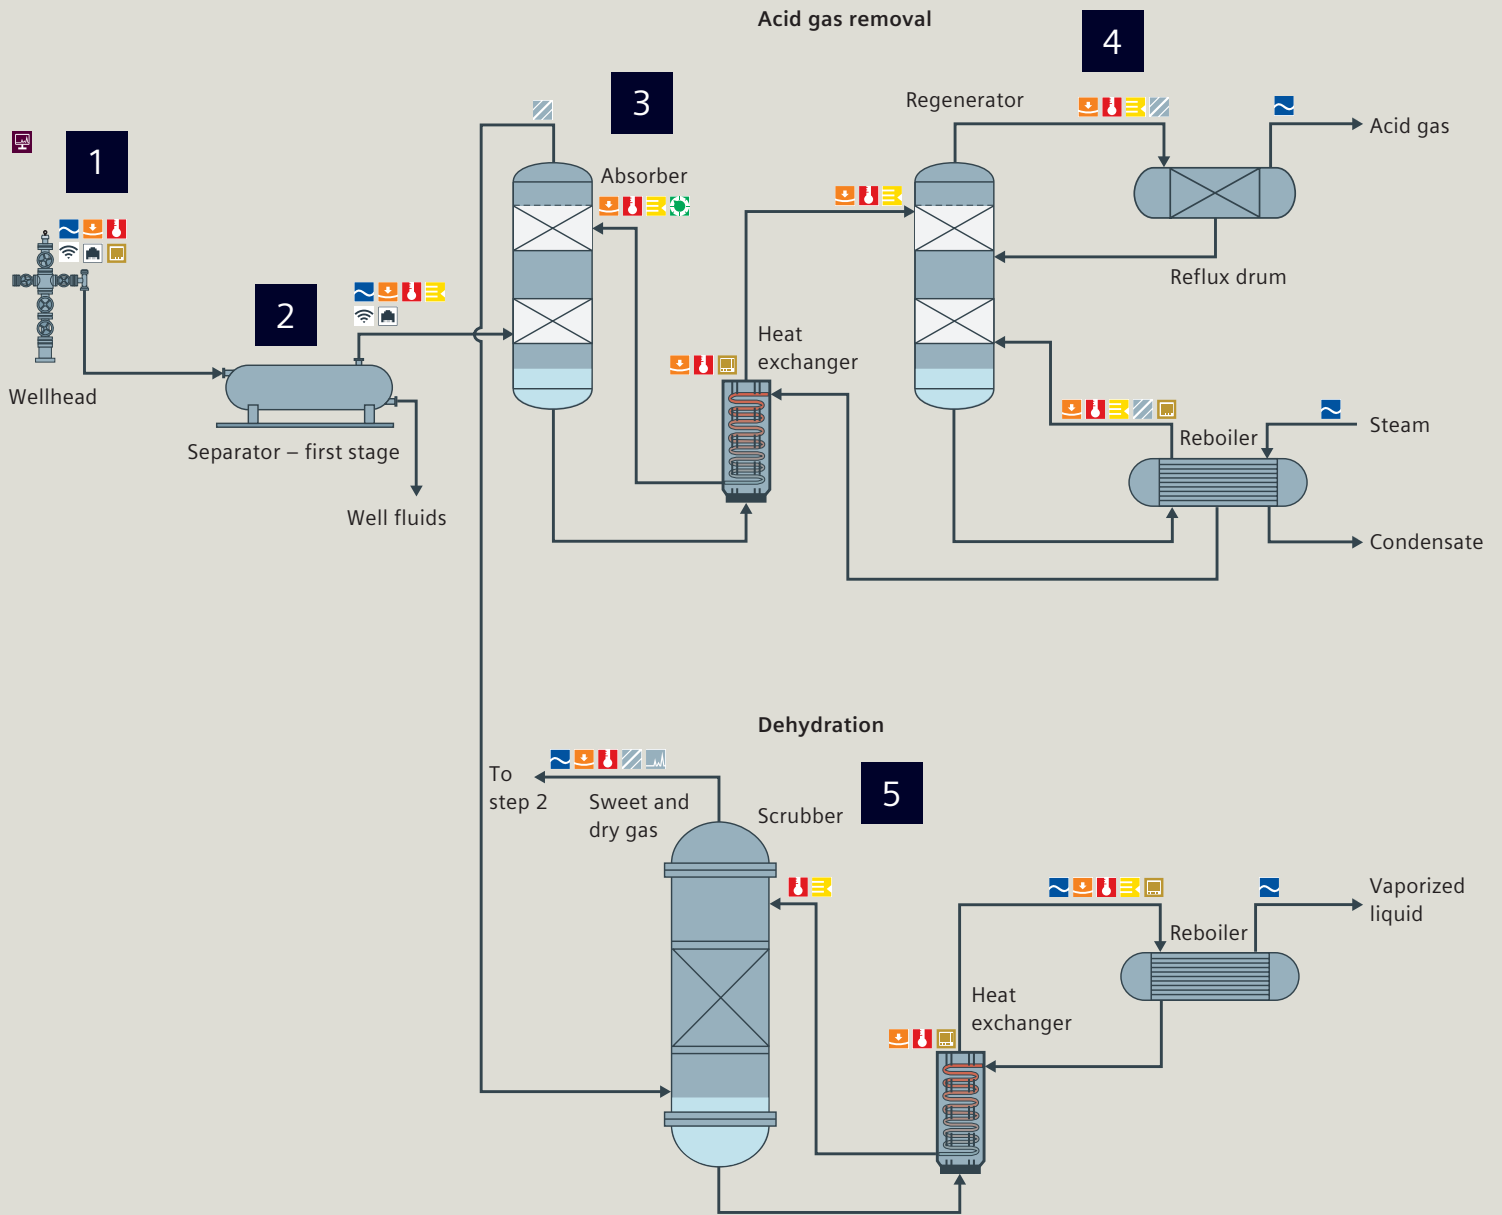 Acid gas removal
4
3
Regenerator
Acid gas
1
Absorber
Reflux drum
2
Heat
exchanger
Wellhead
Steam
Reboiler
Separator – first stage
Well fluids
Condensate
Dehydration
To
step 2
Sweet and
dry gas
5
Scrubber
Vaporized
liquid
Reboiler
Heat
exchanger